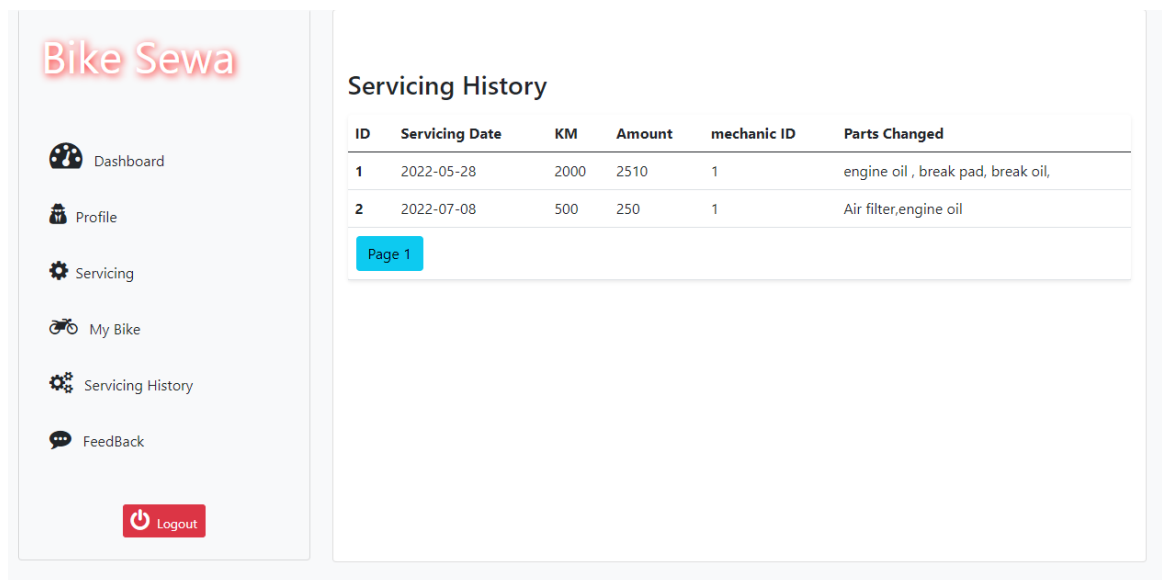 Bike Sewa
Dashboard
Profile
Servicing
My Bike
Servicing History
FeedBack
Logout
Servicing History
ID Servicing Date KM Amount mechanic ID Parts Changed
1 2022-05-28 2000 2510 1 engine oil , break pad, break oil,
2 2022-07-08 500 250 1 Air filter,engine oil
Page 1